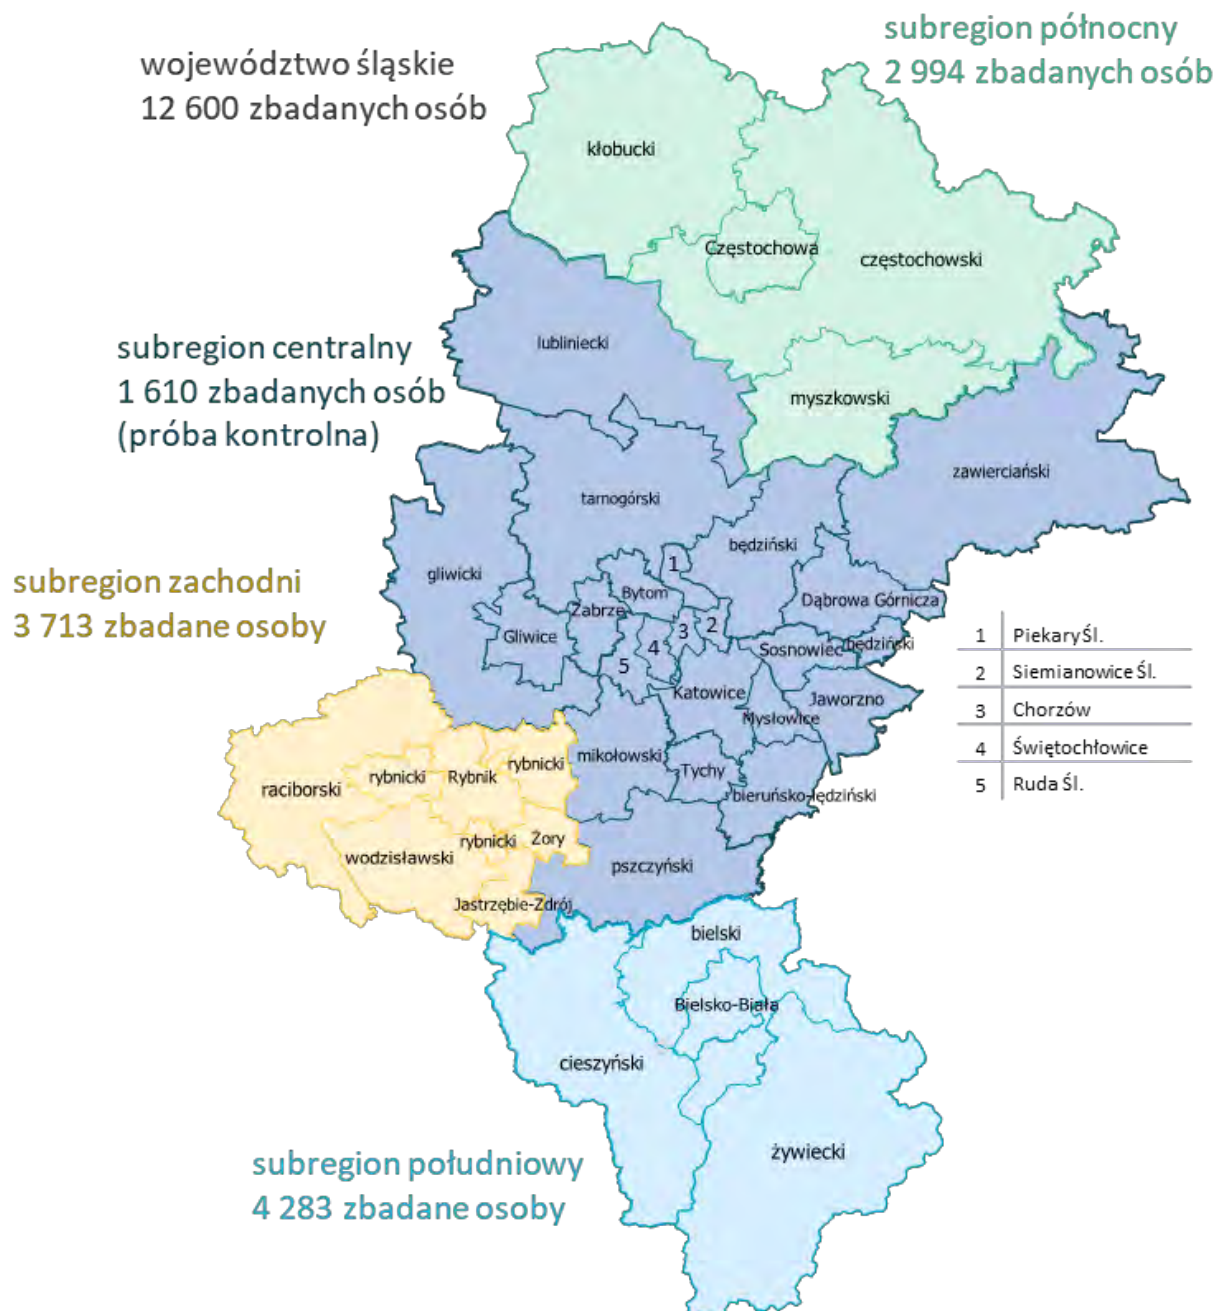 województwo śląskie
12 600 zbadanych osób
subregion północny
2 994 zbadanych osób
kłobucki
Częstochowa
częstochowski
lubliniecki
subregion centralny
1 610 zbadanych osób
(próba kontrolna)
myszkowski
zawierciański
tarnogórski
będziński
1
gliwicki
subregion zachodni
3 713 zbadane osoby
Bytom
Zabrze
Dąbrowa Górnicza
Gliwice
2
3
4
5
Sosnowiec
będziński
Katowice
Jaworzno
Mysłowice
1 Piekary Śl.
2 Siemianowice Śl.
3 Chorzów
4 Świętochłowice
5 Ruda Śl.
mikołowski
Tychy
bieruńsko-lędziński
raciborski
rybnicki
Rybnik
rybnicki
rybnicki
Żory
wodzisławski
pszczyński
Jastrzębie-Zdrój
bielski
Bielsko-Biała
cieszyński
żywiecki
subregion południowy
4 283 zbadane osoby